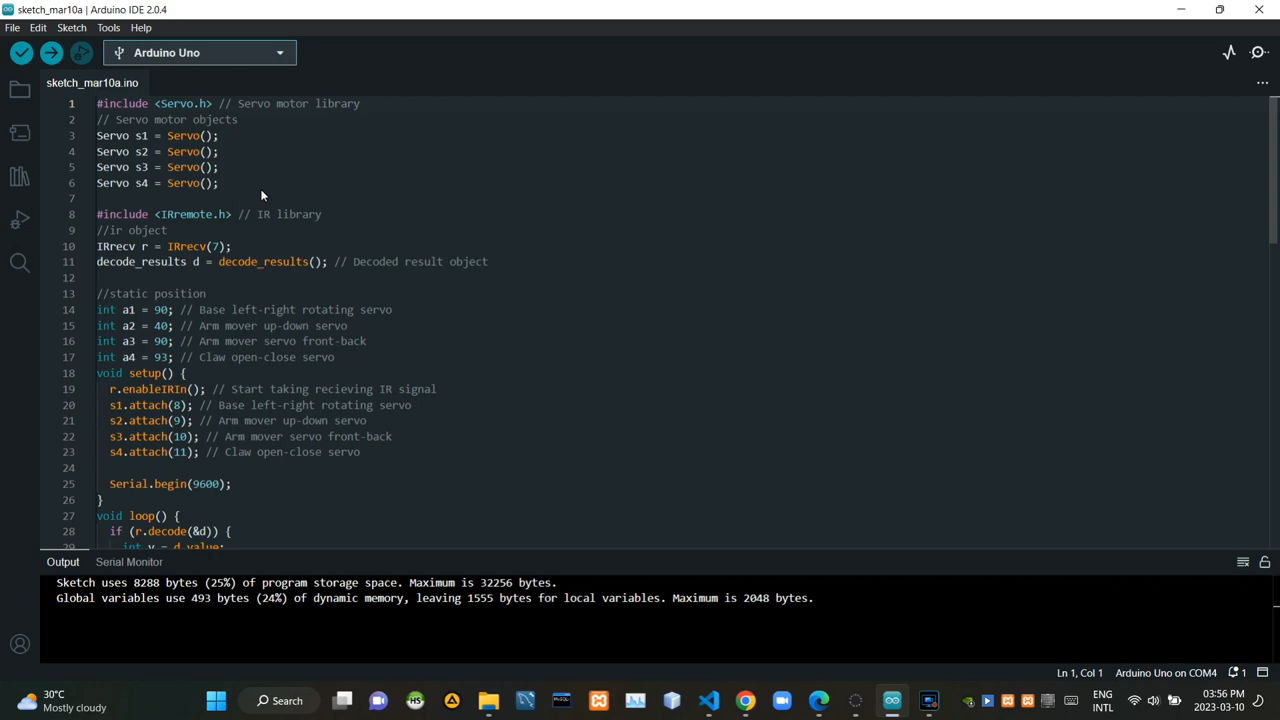 sketch_mar10a | Arduino IDE 2.0.4
File Edit Sketch Tools Help
Arduino Uno
sketch_mar10a.ino
1 #include <Servo.h> // Servo motor library
2 // Servo motor objects
3 Servo s1 = Servo();
4 Servo s2 = Servo();
5 Servo s3 = Servo();
6 Servo s4 = Servo();
7
8 #include <IRremote.h> // IR library
9 //ir object
10 IRrecv r = IRrecv(7);
11 decode_results d = decode_results(); // Decoded result object
12
13 //static position
14 int a1 = 90; // Base left-right rotating servo
15 int a2 = 40; // Arm mover up-down servo
16 int a3 = 90; // Arm mover servo front-back
17 int a4 = 93; // Claw open-close servo
18 void setup() {
19 r.enableIRIn(); // Start taking recieving IR signal
20 s1.attach(8); // Base left-right rotating servo
21 s2.attach(9); // Arm mover up-down servo
22 s3.attach(10); // Arm mover servo front-back
23 s4.attach(11); // Claw open-close servo
24
25 Serial.begin(9600);
26 }
27 void loop() {
28 if (r.decode(&d)) {
29 int v = d.value;
Output Serial Monitor
Sketch uses 8288 bytes (25%) of program storage space. Maximum is 32256 bytes.
Global variables use 493 bytes (24%) of dynamic memory, leaving 1555 bytes for local variables. Maximum is 2048 bytes.
Ln 1, Col 1 Arduino Uno on COM4 1
30°C
Mostly cloudy
Search
HS
ENG
INTL
03:56 PM
2023-03-10